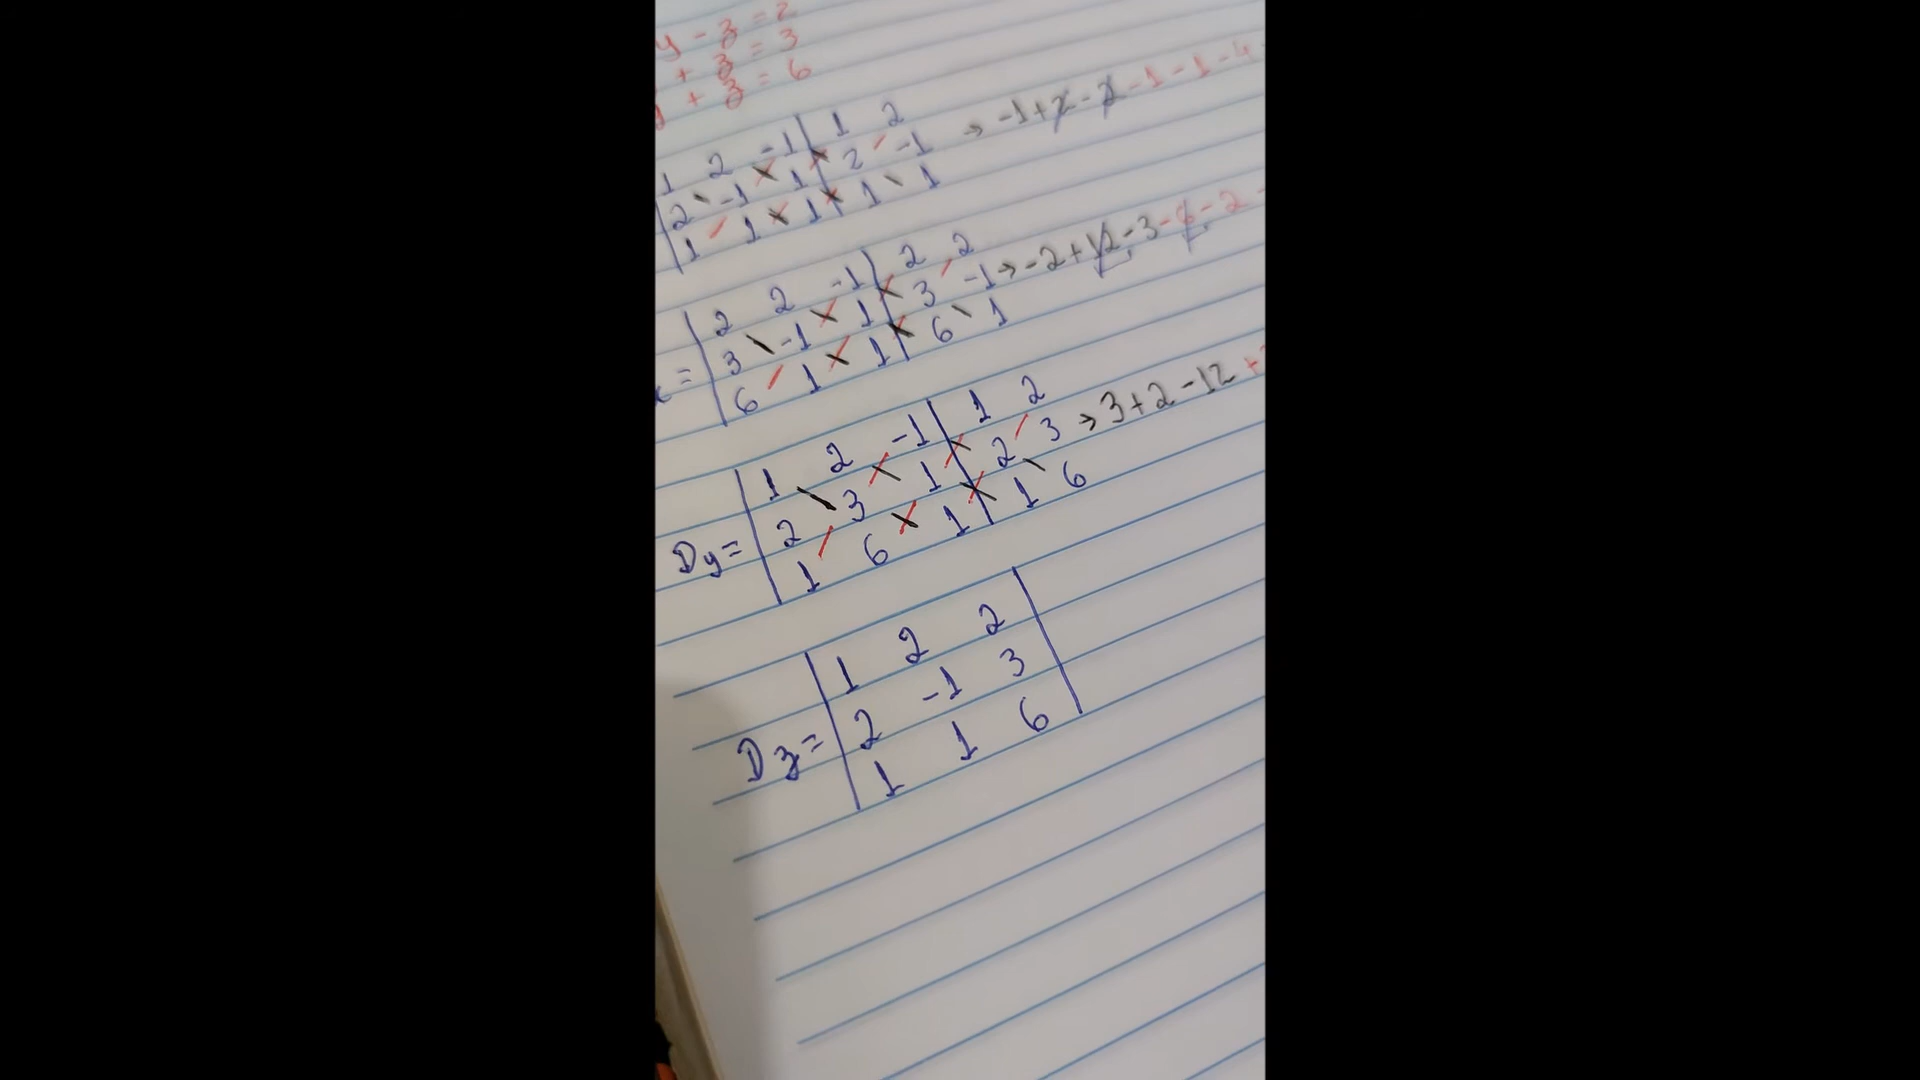 y - z = 2
+ z = 3
y + z = 6
1 2 -1 | 1 2
2 -1 1 | 2 -1 → -1+2-2-1-1-4
1 1 1 | 1 1
2 2 -1 | 2 2
= 3 -1 1 | 3 -1 → -2+12-3-6-2
6 1 1 | 6 1
1 2 -1 | 1 2
Dy = 2 3 1 | 2 3 → 3+2-12+
1 6 1 | 1 6
1 2 2
Dz = 2 -1 3
1 1 6